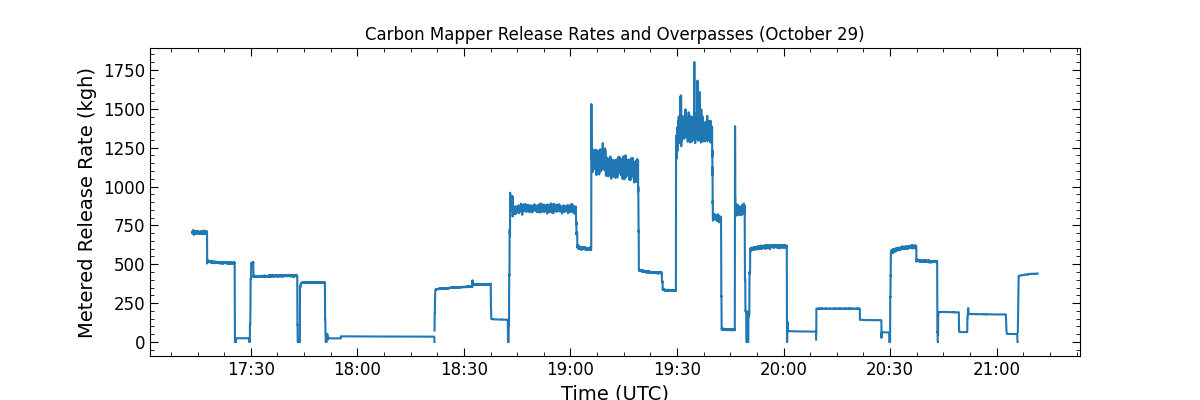 Carbon Mapper Release Rates and Overpasses (October 29)
Metered Release Rate (kgh)
1750
1500
1250
1000
750
500
250
0
17:30 18:00 18:30 19:00 19:30 20:00 20:30 21:00
Time (UTC)